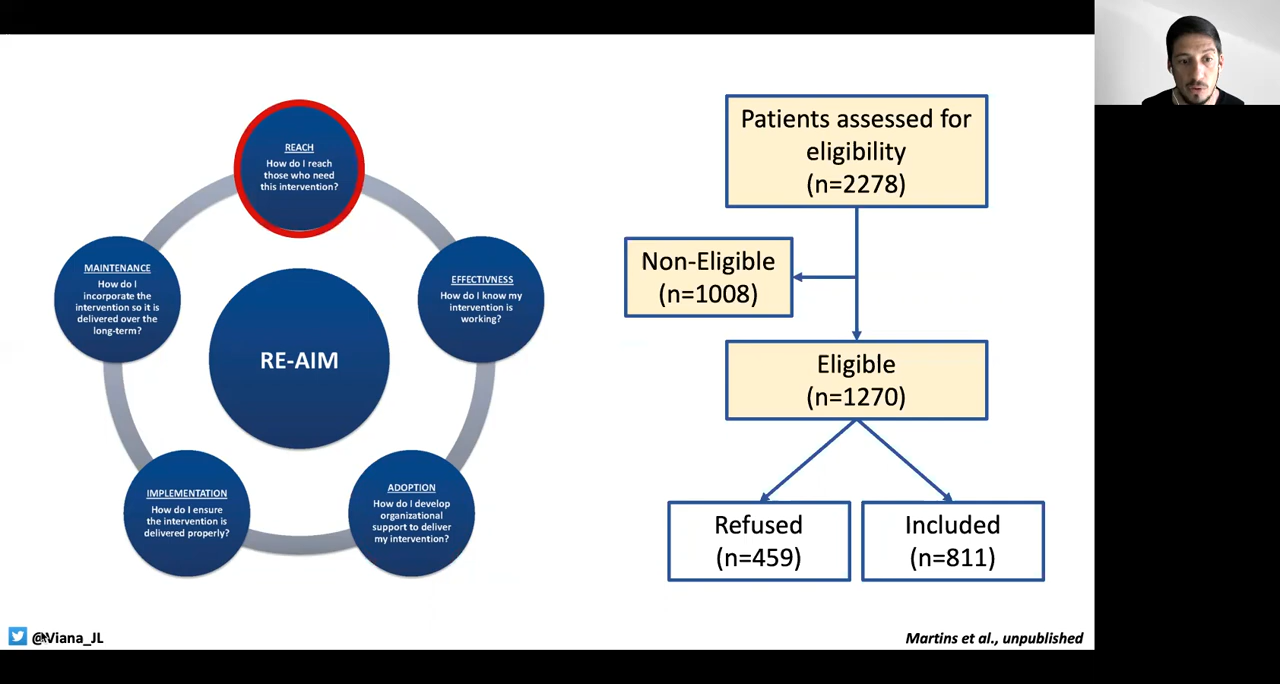 REACH
How do I reach
those who need
this intervention?
MAINTENANCE
How do I
incorporate the
intervention so it is
delivered over the
long-term?
EFFECTIVNESS
How do I know my
intervention is
working?
RE-AIM
IMPLEMENTATION
How do I ensure
the intervention is
delivered properly?
ADOPTION
How do I develop
organizational
support to deliver
my intervention?
Patients assessed for
eligibility
(n=2278)
Non-Eligible
(n=1008)
Eligible
(n=1270)
Refused
(n=459)
Included
(n=811)
@Viana_JL
Martins et al., unpublished